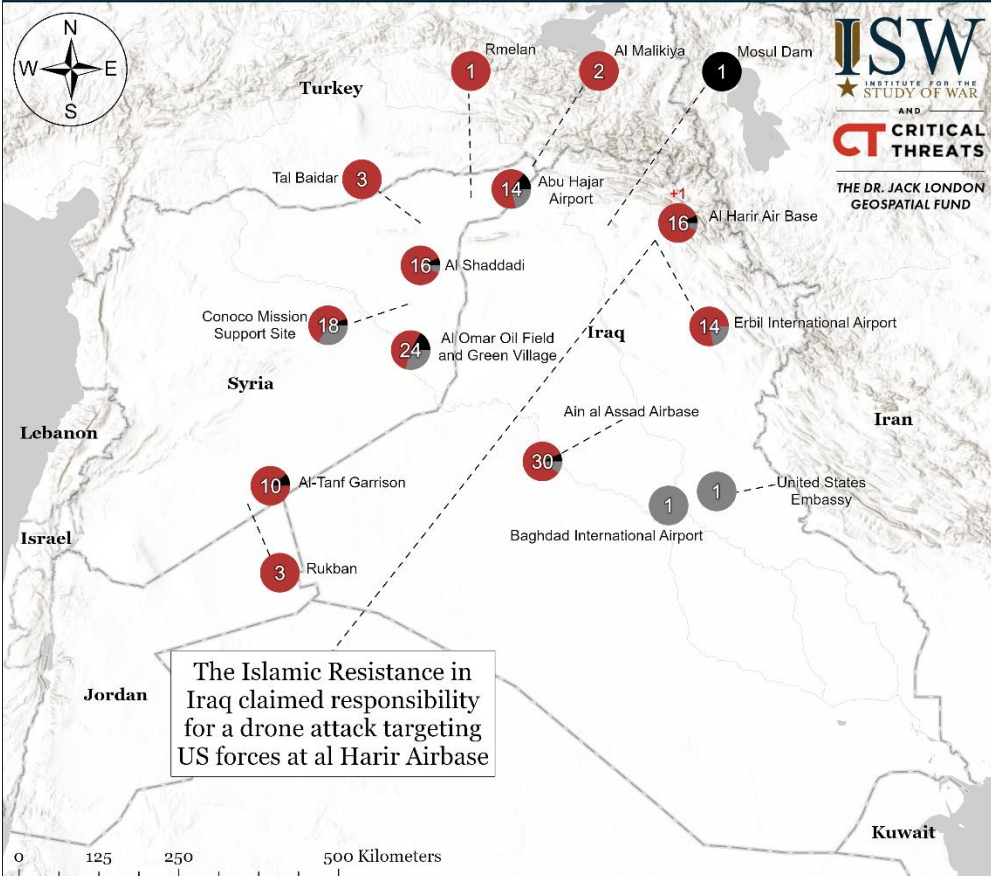 N
W E
S
Turkey
Rmelan
1
Al Malikiya
2
Mosul Dam
1
ISW
INSTITUTE FOR THE
STUDY OF WAR
AND
CT CRITICAL
THREATS
THE DR. JACK LONDON
GEOSPATIAL FUND
Tal Baidar
3
14
Abu Hajar
Airport
+1
16
Al Harir Air Base
16
Al Shaddadi
Conoco Mission
Support Site
18
24
Al Omar Oil Field
and Green Village
Iraq
14
Erbil International Airport
Syria
Lebanon
Iran
Ain al Assad Airbase
30
10
Al-Tanf Garrison
1
United States
Embassy
1
Baghdad International Airport
Israel
3
Rukban
Jordan
The Islamic Resistance in
Iraq claimed responsibility
for a drone attack targeting
US forces at al Harir Airbase
Kuwait
0 125 250 500 Kilometers